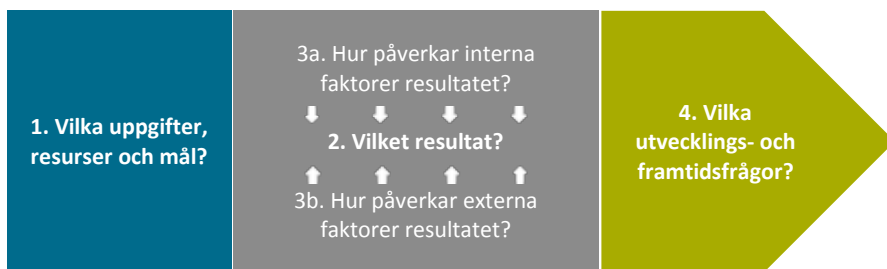 1. Vilka uppgifter,
resurser och mål?
3a. Hur påverkar interna
faktorer resultatet?
2. Vilket resultat?
3b. Hur påverkar externa
faktorer resultatet?
4. Vilka
utvecklings- och
framtidsfrågor?